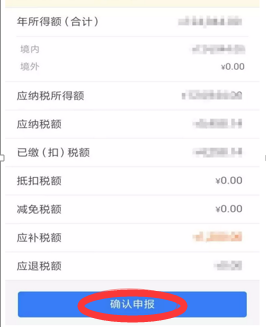 年所得额（合计）
境内
境外 ¥0.00
应纳税所得额
应纳税额
已缴（扣）税额
抵扣税额 ¥0.00
减免税额 ¥0.00
应补税额
应退税额
确认申报